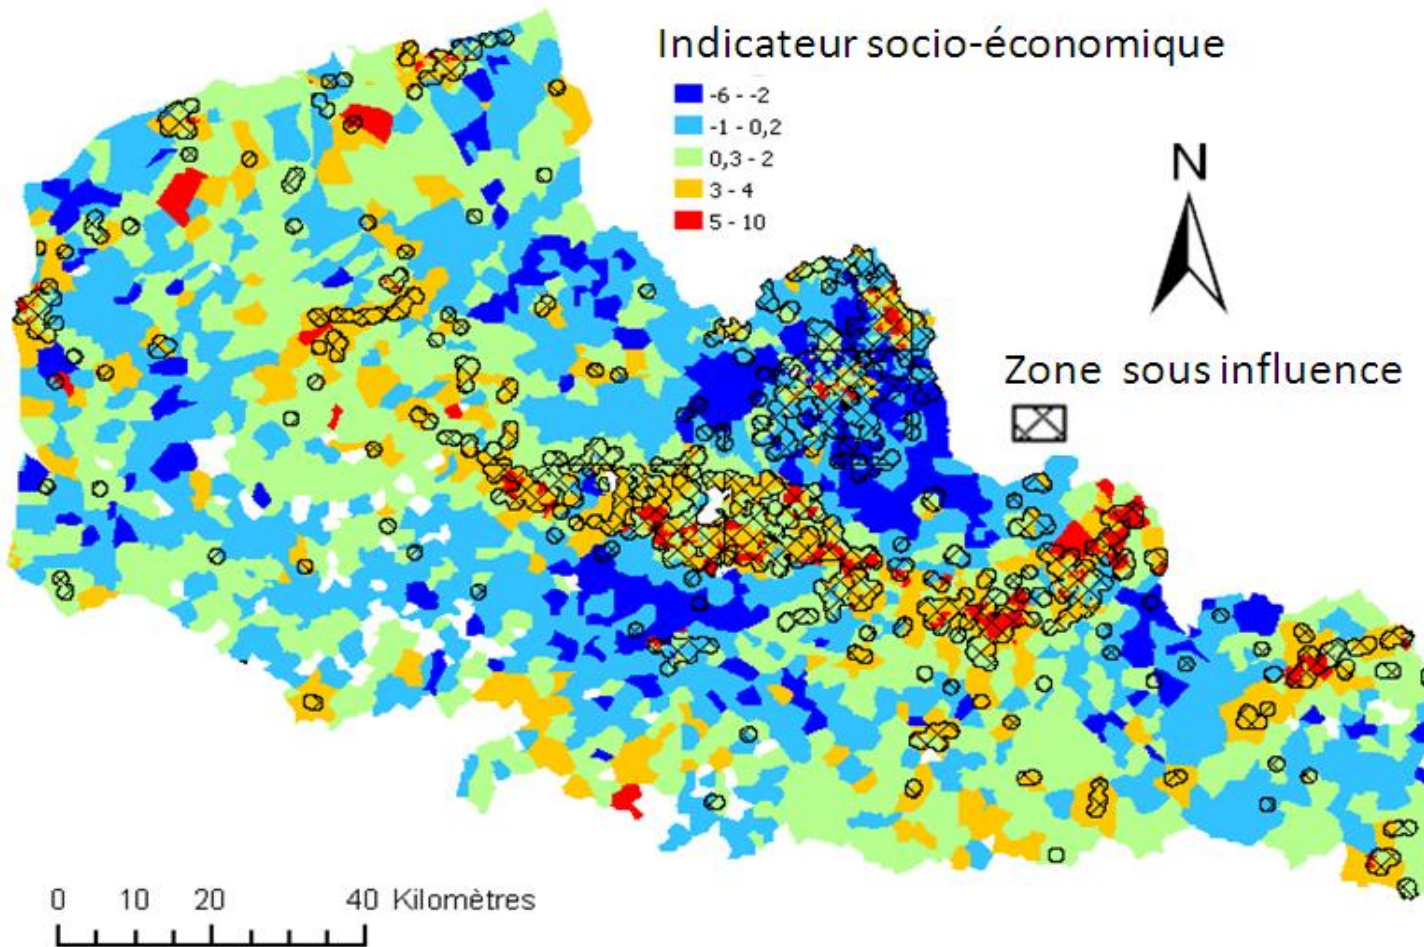 Indicateur socio-économique
-6 - -2
-1 - 0,2
0,3 - 2
3 - 4
5 - 10
N
Zone sous influence
0 10 20 40 Kilomètres